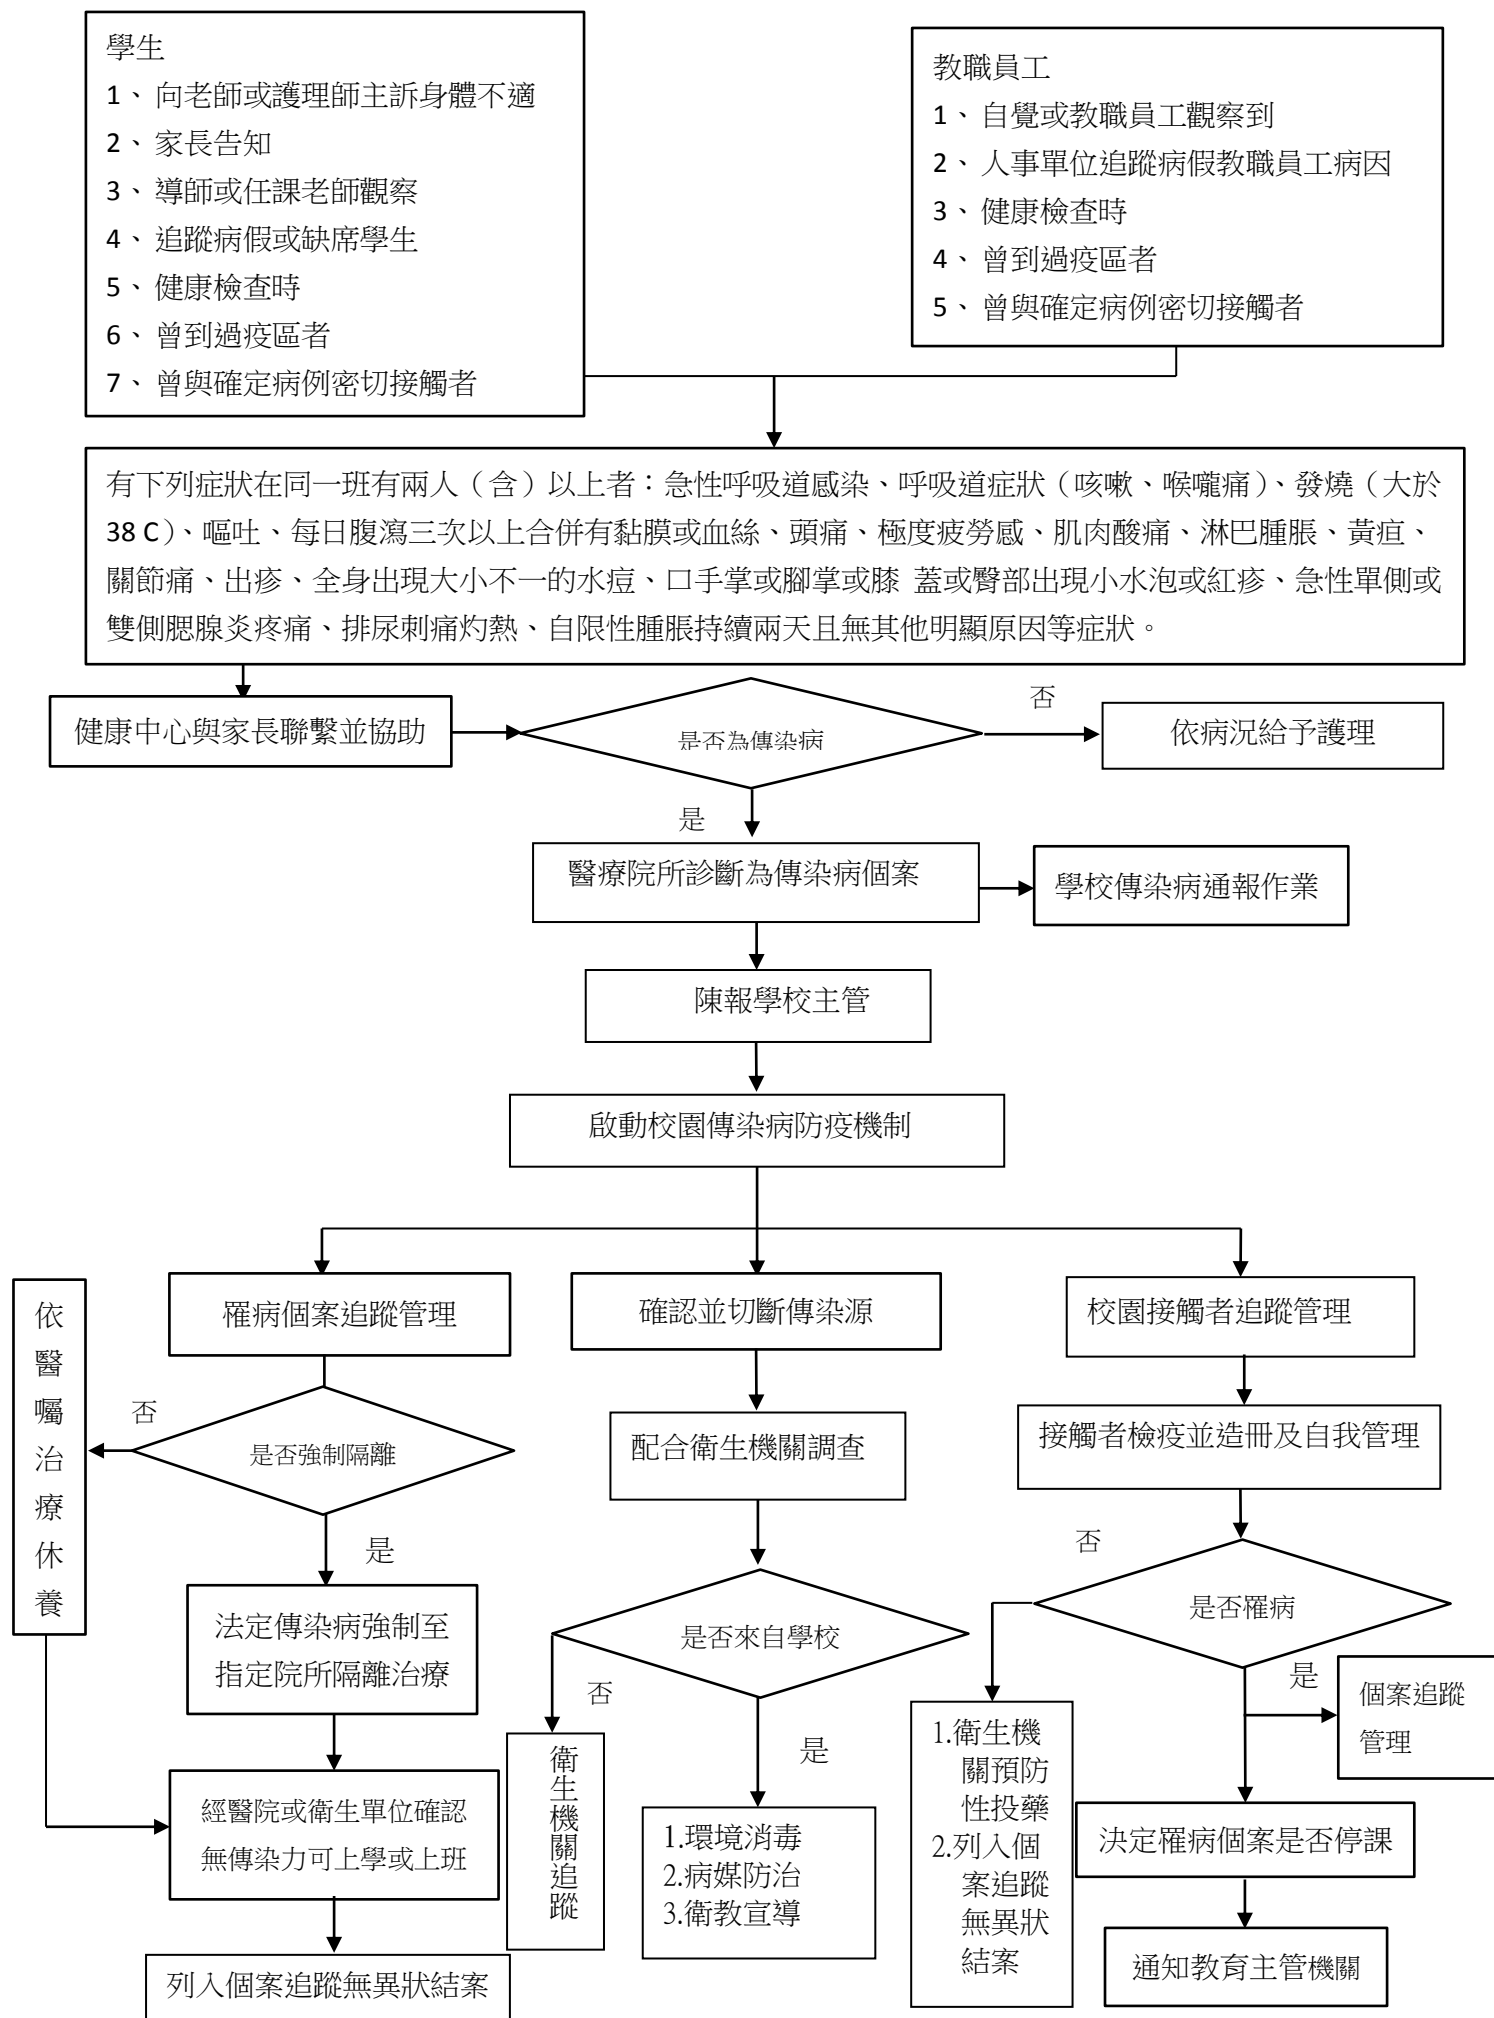 學生
1、 向老師或護理師主訴身體不適
2、 家長告知
3、 導師或任課老師觀察
4、 追蹤病假或缺席學生
5、 健康檢查時
6、 曾到過疫區者
7、 曾與確定病例密切接觸者
教職員工
1、 自覺或教職員工觀察到
2、 人事單位追蹤病假教職員工病因
3、 健康檢查時
4、 曾到過疫區者
5、 曾與確定病例密切接觸者
有下列症狀在同一班有兩人（含）以上者：急性呼吸道感染、呼吸道症狀（咳嗽、喉嚨痛）、發燒（大於
38 C）、嘔吐、每日腹瀉三次以上合併有黏膜或血絲、頭痛、極度疲勞感、肌肉酸痛、淋巴腫脹、黃疸、
關節痛、出疹、全身出現大小不一的水痘、口手掌或腳掌或膝 蓋或臀部出現小水泡或紅疹、急性單側或
雙側腮腺炎疼痛、排尿刺痛灼熱、自限性腫脹持續兩天且無其他明顯原因等症狀。
健康中心與家長聯繫並協助
是否為傳染病
否
依病況給予護理
是
醫療院所診斷為傳染病個案
學校傳染病通報作業
陳報學校主管
啟動校園傳染病防疫機制
罹病個案追蹤管理
確認並切斷傳染源
校園接觸者追蹤管理
依醫囑治療休養
否
是否強制隔離
是
法定傳染病強制至
指定院所隔離治療
經醫院或衛生單位確認
無傳染力可上學或上班
列入個案追蹤無異狀結案
配合衛生機關調查
是否來自學校
否
衛生機關追蹤
是
1.環境消毒
2.病媒防治
3.衛教宣導
接觸者檢疫並造冊及自我管理
否
是否罹病
是
個案追蹤
管理
1.衛生機
關預防
性投藥
2.列入個
案追蹤
無異狀
結案
決定罹病個案是否停課
通知教育主管機關